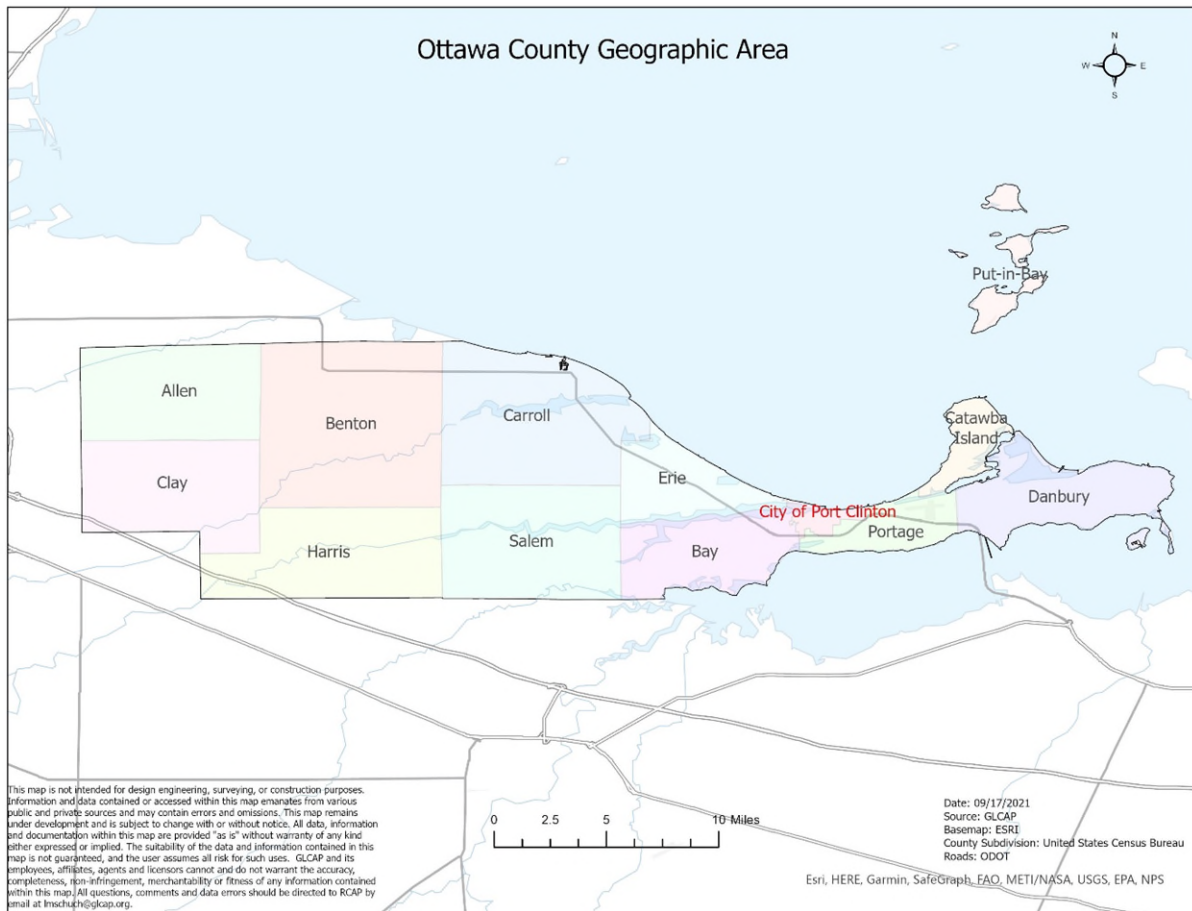 Ottawa County Geographic Area
N
W
E
S
Put-in-Bay
Allen
Benton
Carroll
Catawba
Island
Clay
Erie
Danbury
City of Port Clinton
Portage
Harris
Salem
Bay
This map is not intended for design engineering, surveying, or construction purposes.
Information and data contained or accessed within this map emanates from various
public and private sources and may contain errors and omissions. This map remains
under development and is subject to change with or without notice. All data, information
and documentation within this map are provided "as is" without warranty of any kind
either expressed or implied. The suitability of the data and information contained in this
map is not guaranteed, and the user assumes all risk for such uses. GLCAP and its
employees, affiliates, agents and licensors cannot and do not warrant the accuracy,
completeness, non-infringement, merchantability or fitness of any information contained
within this map. All questions, comments and data errors should be directed to RCAP by
email at lmschuch@glcap.org.
0 2.5 5 10 Miles
Date: 09/17/2021
Source: GLCAP
Basemap: ESRI
County Subdivision: United States Census Bureau
Roads: ODOT
Esri, HERE, Garmin, SafeGraph, FAO, METI/NASA, USGS, EPA, NPS